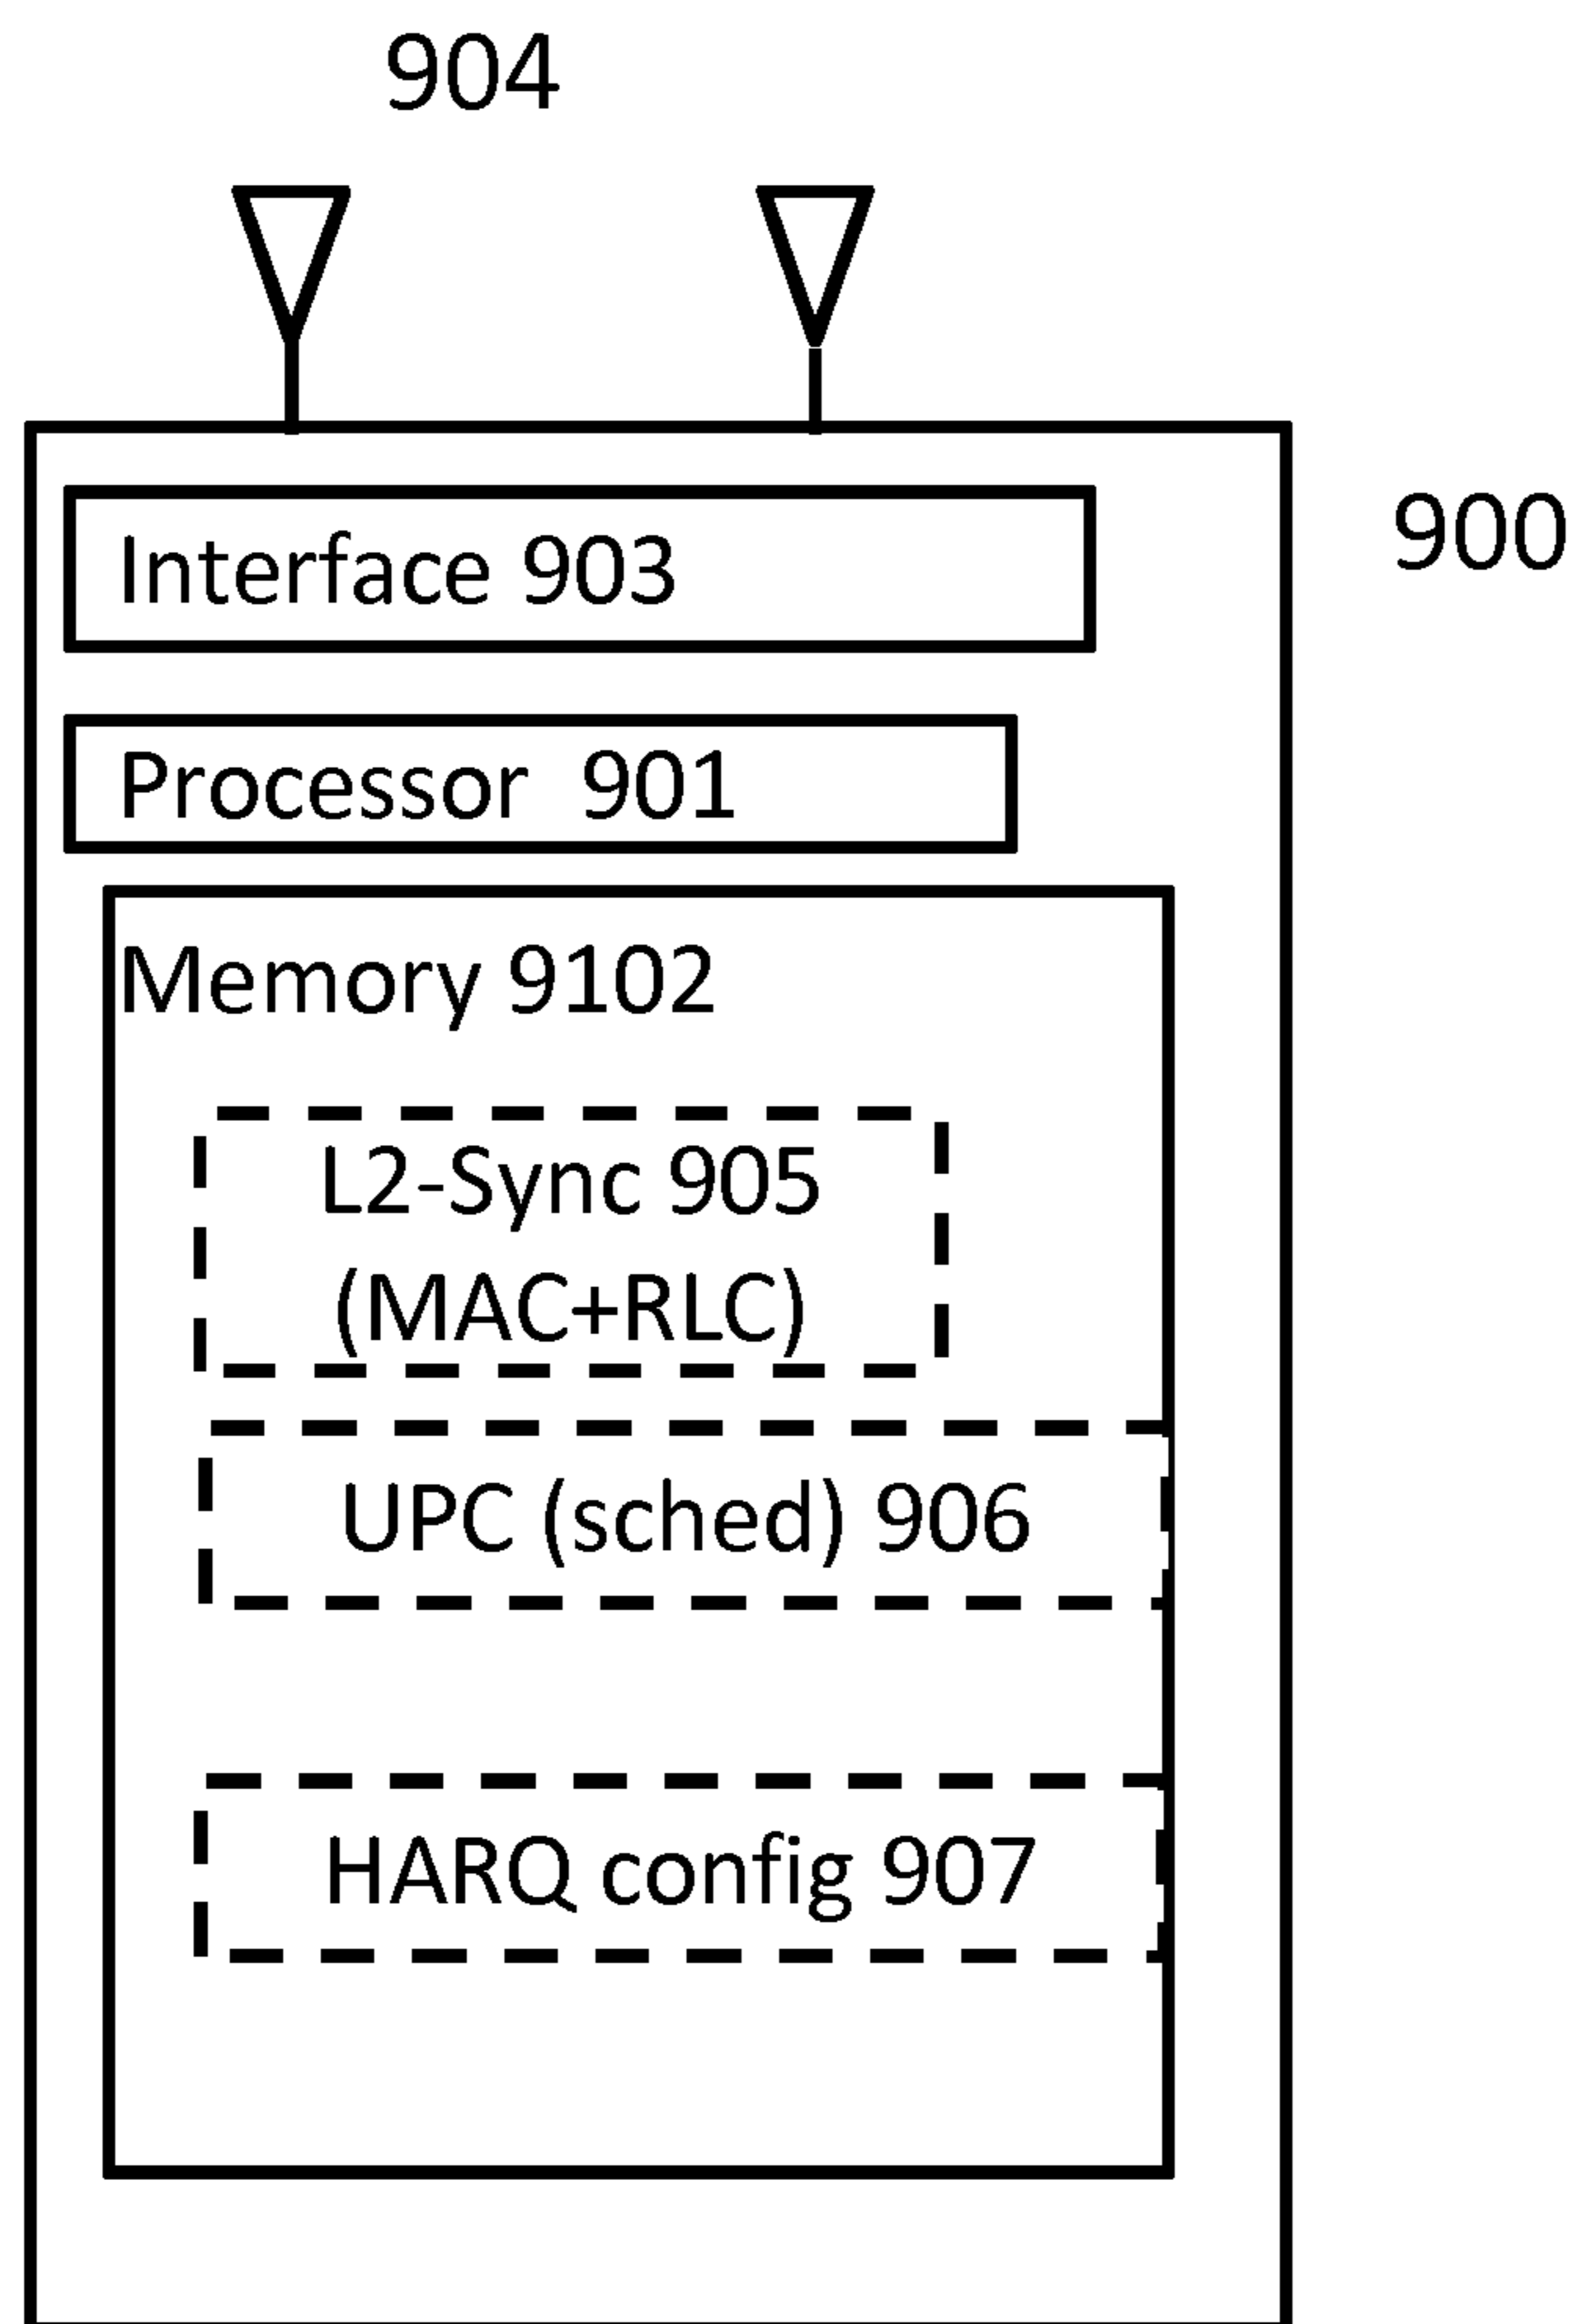 904
900
Interface 903
Processor 901
Memory 9102
L2-Sync 905
(MAC+RLC)
UPC (sched) 906
HARQ config 907